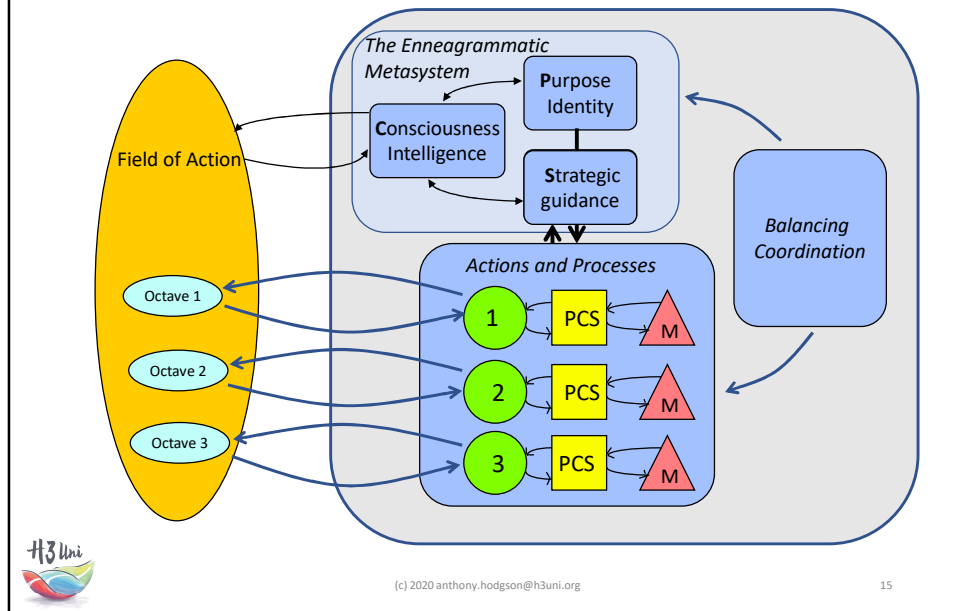 The Enneagrammatic
Metasystem
Purpose
Identity
Consciousness
Intelligence
Strategic
guidance
Field of Action
Balancing
Coordination
Actions and Processes
Octave 1
1
PCS
M
Octave 2
2
PCS
M
Octave 3
3
PCS
M
H3Uni
(c) 2020 anthony.hodgson@h3uni.org
15